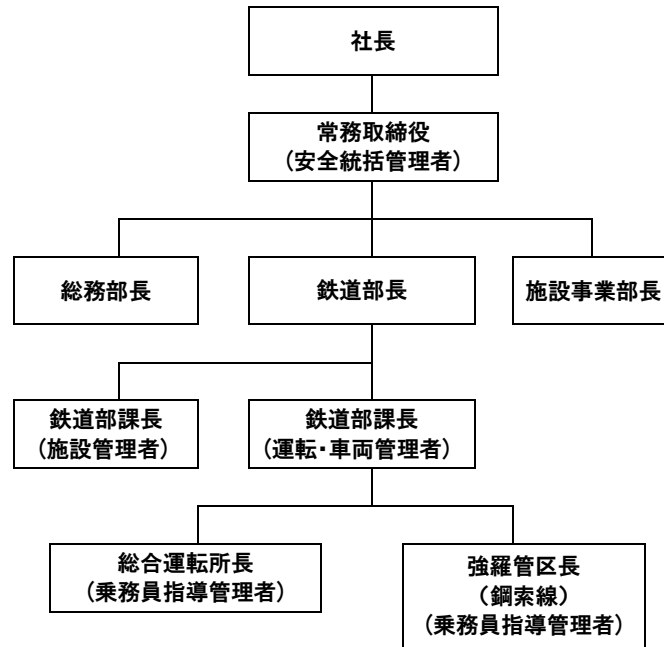 社長
常務取締役
（安全統括管理者）
総務部長
鉄道部長
施設事業部長
鉄道部課長
（施設管理者）
鉄道部課長
（運転・車両管理者）
総合運転所長
（乗務員指導管理者）
強羅管区長
（鋼索線）
（乗務員指導管理者）